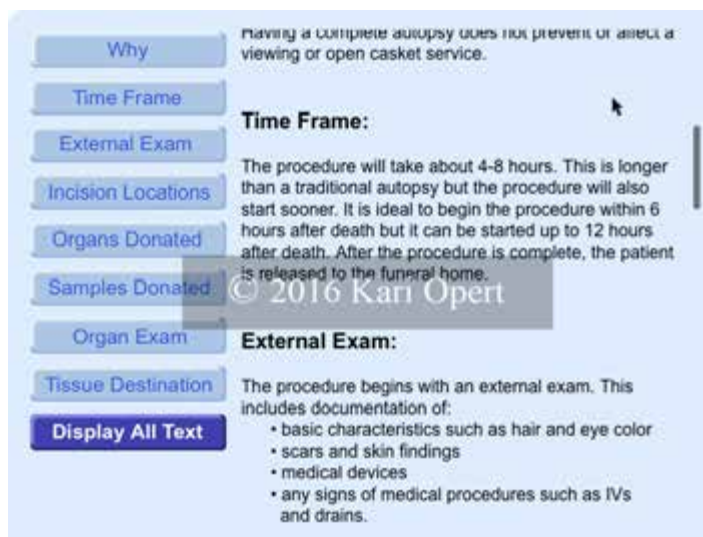 Why
Time Frame
External Exam
Incision Locations
Organs Donated
Samples Donated
Organ Exam
Tissue Destination
Display All Text
Having a complete autopsy does not prevent or affect a
viewing or open casket service.
Time Frame:
The procedure will take about 4-8 hours. This is longer
than a traditional autopsy but the procedure will also
start sooner. It is ideal to begin the procedure within 6
hours after death but it can be started up to 12 hours
after death. After the procedure is complete, the patient
is released to the funeral home.
© 2016 Kari Opert
External Exam:
The procedure begins with an external exam. This
includes documentation of:
• basic characteristics such as hair and eye color
• scars and skin findings
• medical devices
• any signs of medical procedures such as IVs
and drains.